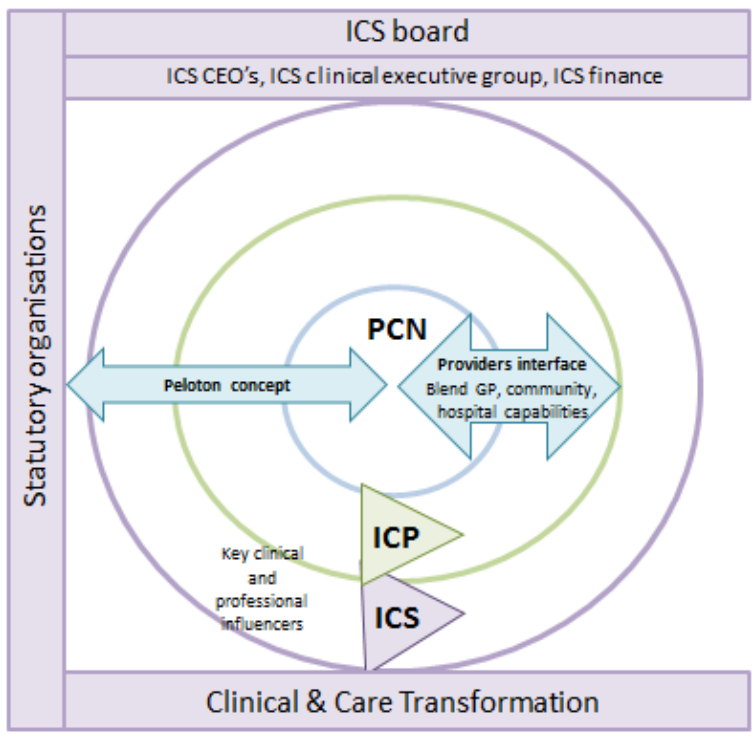 ICS board
ICS CEO's, ICS clinical executive group, ICS finance
Statutory organisations
PCN
Peloton concept
Providers interface
Blend GP, community,
hospital capabilities
ICP
Key clinical
and
professional
influencers
ICS
Clinical & Care Transformation